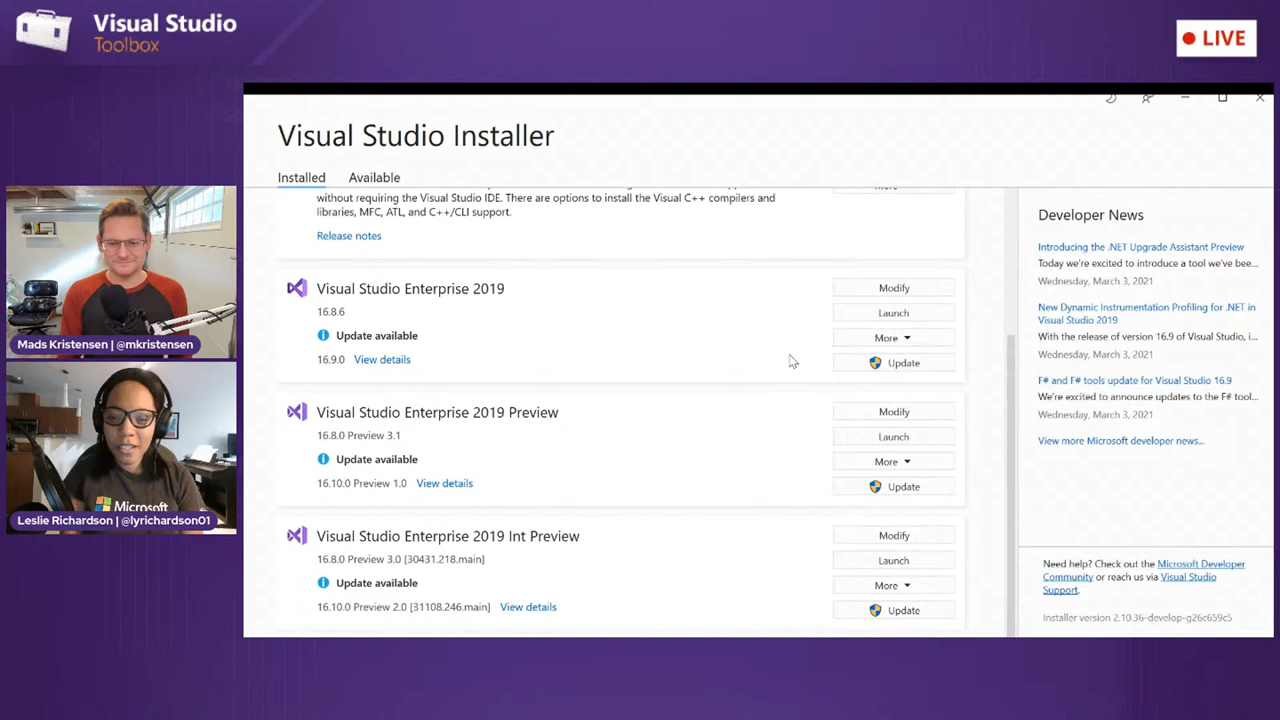 Visual Studio
Toolbox
LIVE
Visual Studio Installer
Installed
Available
without requiring the Visual Studio IDE. There are options to install the Visual C++ compilers and
libraries, MFC, ATL, and C++/CLI support.
Release notes
Visual Studio Enterprise 2019
16.8.6
Update available
16.9.0 View details
Modify
Launch
More
Update
Visual Studio Enterprise 2019 Preview
16.8.0 Preview 3.1
Update available
16.10.0 Preview 1.0 View details
Modify
Launch
More
Update
Visual Studio Enterprise 2019 Int Preview
16.8.0 Preview 3.0 [30431.218.main]
Update available
16.10.0 Preview 2.0 [31108.246.main] View details
Modify
Launch
More
Update
Developer News
Introducing the .NET Upgrade Assistant Preview
Today we're excited to introduce a tool we've bee...
Wednesday, March 3, 2021
New Dynamic Instrumentation Profiling for .NET in
Visual Studio 2019
With the release of version 16.9 of Visual Studio, i...
Wednesday, March 3, 2021
F# and F# tools update for Visual Studio 16.9
We're excited to announce updates to the F# tool...
Wednesday, March 3, 2021
View more Microsoft developer news...
Need help? Check out the Microsoft Developer
Community or reach us via Visual Studio
Support.
Installer version 2.10.36-develop-g26c659c5
Mads Kristensen | @mkristensen
Microsoft
Leslie Richardson | @lyrichardson01